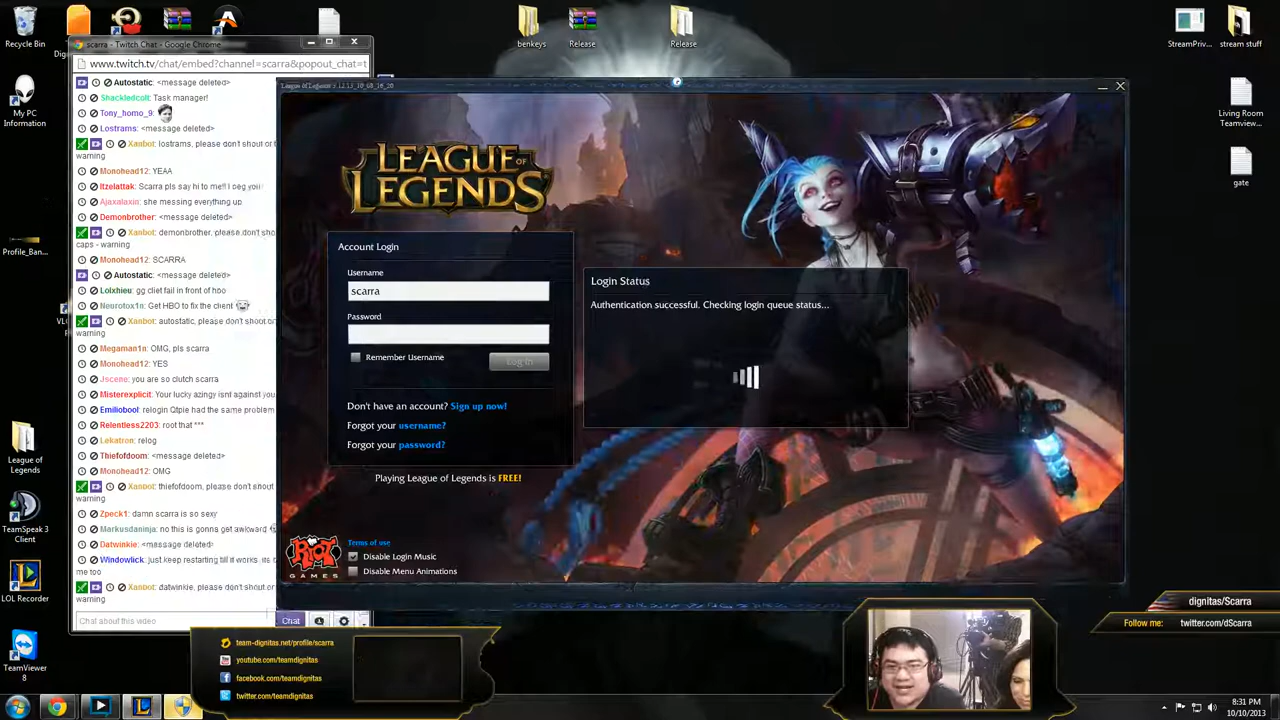 Recycle Bin
benkeys
Release
Release
StreamPriv...
stream stuff
My PC
Information
Living Room
Teamview...
gate
Profile_Ban...
League of
Legends
TeamSpeak 3
Client
LOL Recorder
TeamViewer
8
scarra - Twitch Chat - Google Chrome
www.twitch.tv/chat/embed?channel=scarra&popout_chat=t
Autostatic: <message deleted>
Shackledcolt: Task manager!
Tony_homo_9:
Lostrams: <message deleted>
Xanbot: lostrams, please don't shout or t
warning
Monohead12: YEAA
Itzelattak: Scarra pls say hi to me!! I beg you!
Ajaxalaxin: she messing everything up
Demonbrother: <message deleted>
Xanbot: demonbrother, please don't sho
caps - warning
Monohead12: SCARRA
Autostatic: <message deleted>
Loixhieu: gg cliet fail in front of hbo
Neurotox1n: Get HBO to fix the client
Xanbot: autostatic, please don't shout or
warning
Megaman1n: OMG, pls scarra
Monohead12: YES
Jscene: you are so clutch scarra
Misterexplicit: Your lucky azingy isnt against you.
Emiliobool: relogin Qtpie had the same problem
Relentless2203: root that ***
Lekatron: relog
Thiefofdoom: <message deleted>
Monohead12: OMG
Xanbot: thiefofdoom, please don't shout
warning
Zpeck1: damn scarra is so sexy
Markusdaninja: no this is gonna get awkward
Datwinkie: <message deleted>
Windowlick: just keep restarting till it works its
me too
Xanbot: datwinkie, please don't shout or
warning
Chat about this video
Chat
LEAGUE OF
LEGENDS
Account Login
Username
scarra
Password
Remember Username
Log In
Don't have an account? Sign up now!
Forgot your username?
Forgot your password?
Playing League of Legends is FREE!
Login Status
Authentication successful. Checking login queue status...
RIOT
GAMES
Terms of use
Disable Login Music
Disable Menu Animations
team-dignitas.net/profile/scarra
youtube.com/teamdignitas
facebook.com/teamdignitas
twitter.com/teamdignitas
dignitas/Scarra
Follow me: twitter.com/dScarra
8:31 PM
10/10/2013